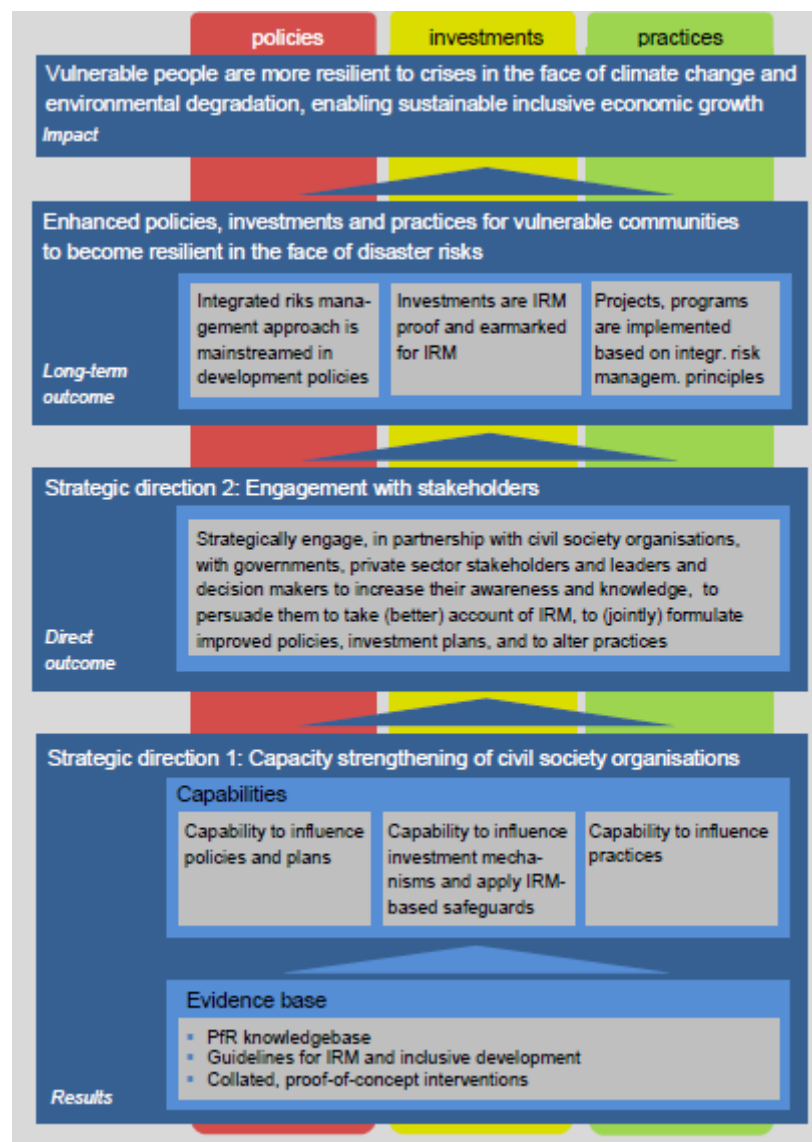 policies
investments
practices
Vulnerable people are more resilient to crises in the face of climate change and
environmental degradation, enabling sustainable inclusive economic growth
Impact
Enhanced policies, investments and practices for vulnerable communities
to become resilient in the face of disaster risks
Integrated riks mana-
gement approach is
mainstreamed in
development policies
Investments are IRM
proof and earmarked
for IRM
Projects, programs
are implemented
based on integr. risk
managem. principles
Long-term
outcome
Strategic direction 2: Engagement with stakeholders
Strategically engage, in partnership with civil society organisations,
with governments, private sector stakeholders and leaders and
decision makers to increase their awareness and knowledge, to
persuade them to take (better) account of IRM, to (jointly) formulate
improved policies, investment plans, and to alter practices
Direct
outcome
Strategic direction 1: Capacity strengthening of civil society organisations
Capabilities
Capability to influence
policies and plans
Capability to influence
investment mecha-
nisms and apply IRM-
based safeguards
Capability to influence
practices
Evidence base
▪ PfR knowledgebase
▪ Guidelines for IRM and inclusive development
▪ Collated, proof-of-concept interventions
Results